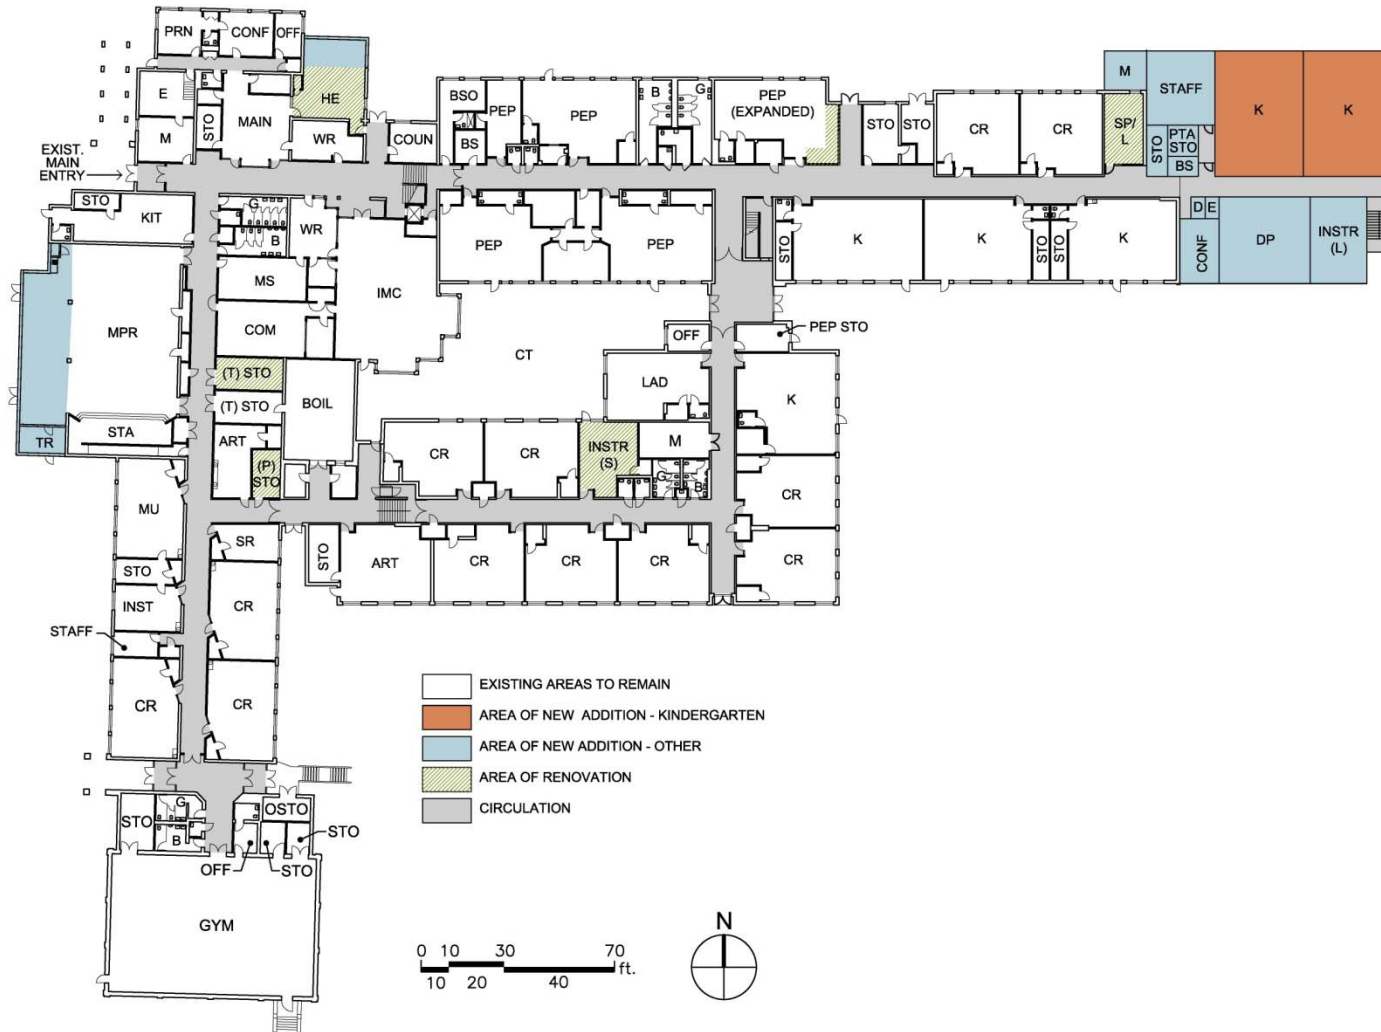 PRN
CONF
OFF
E
M
STO
MAIN
HE
WR
COUN
EXIST.
MAIN
ENTRY
BSO
BS
PEP
PEP
B
G
PEP
(EXPANDED)
STO
STO
CR
CR
SP/
L
M
STAFF
STO
PTA
STO
BS
K
K
STO
KIT
G
B
WR
MS
COM
IMC
PEP
PEP
STO
K
K
STO
STO
K
D
E
CONF
DP
INSTR
(L)
MPR
STA
TR
(T) STO
(T) STO
ART
(P)
STO
BOIL
CT
OFF
PEP STO
LAD
K
CR
CR
INSTR
(S)
M
G
B
CR
CR
MU
STO
INST
STAFF
CR
SR
CR
CR
STO
ART
CR
CR
CR
EXISTING AREAS TO REMAIN
AREA OF NEW ADDITION - KINDERGARTEN
AREA OF NEW ADDITION - OTHER
AREA OF RENOVATION
CIRCULATION
STO
G
B
OSTO
STO
OFF
STO
GYM
0 10 30 70
ft.
10 20 40
N